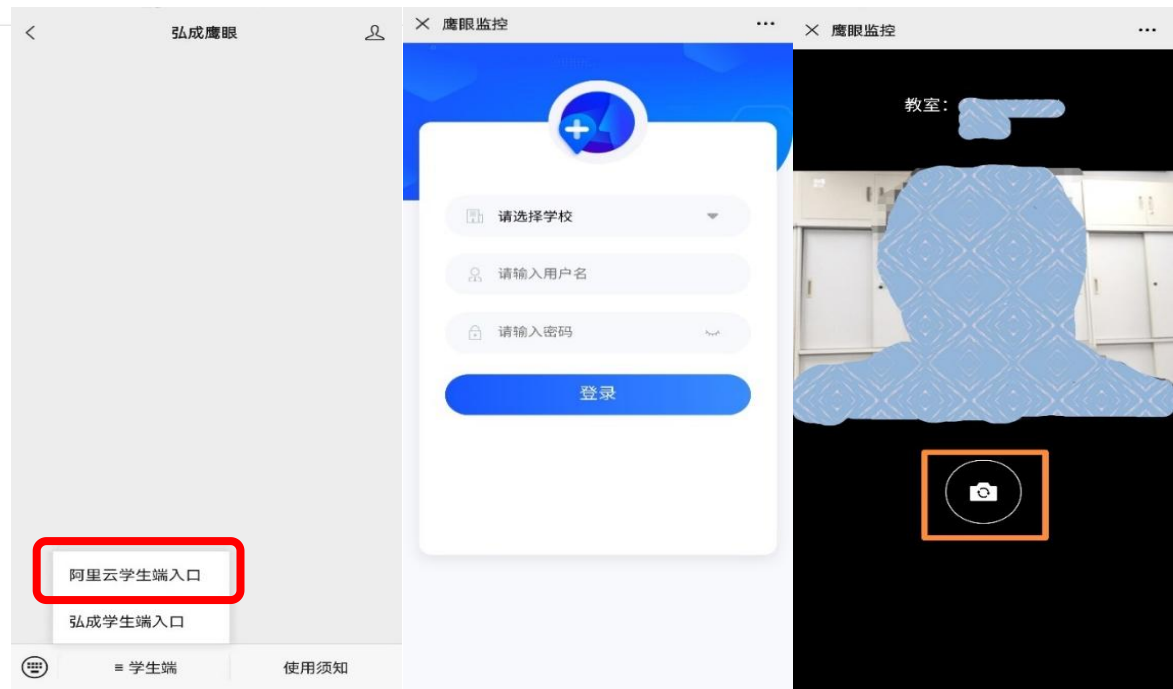 弘成鹰眼
阿里云学生端入口
弘成学生端入口
学生端
使用须知
鹰眼监控
请选择学校
请输入用户名
请输入密码
登录
鹰眼监控
教室：